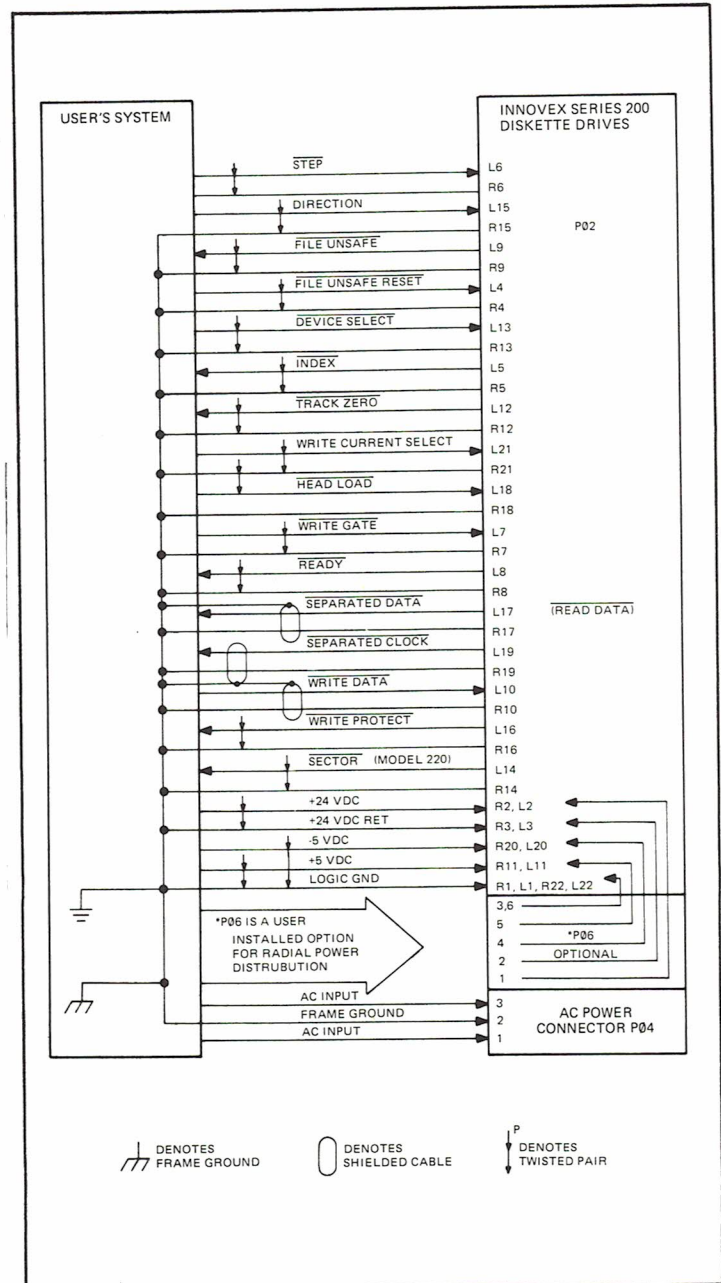 USER'S SYSTEM
INNOVEX SERIES 200
DISKETTE DRIVES
STEP
L6
R6
DIRECTION
L15
R15
P02
FILE UNSAFE
L9
R9
FILE UNSAFE RESET
L4
R4
DEVICE SELECT
L13
R13
INDEX
L5
R5
TRACK ZERO
L12
R12
WRITE CURRENT SELECT
L21
R21
HEAD LOAD
L18
R18
WRITE GATE
L7
R7
READY
L8
R8
SEPARATED DATA
L17
(READ DATA)
R17
SEPARATED CLOCK
L19
R19
WRITE DATA
L10
R10
WRITE PROTECT
L16
R16
SECTOR (MODEL 220)
L14
R14
+24 VDC
R2, L2
+24 VDC RET
R3, L3
-5 VDC
R20, L20
+5 VDC
R11, L11
LOGIC GND
R1, L1, R22, L22
*P06 IS A USER
INSTALLED OPTION
FOR RADIAL POWER
DISTRUBUTION
3,6
5
4
*P06
2
OPTIONAL
1
AC INPUT
3
FRAME GROUND
2
AC INPUT
1
AC POWER
CONNECTOR P04
DENOTES
FRAME GROUND
DENOTES
SHIELDED CABLE
P
DENOTES
TWISTED PAIR